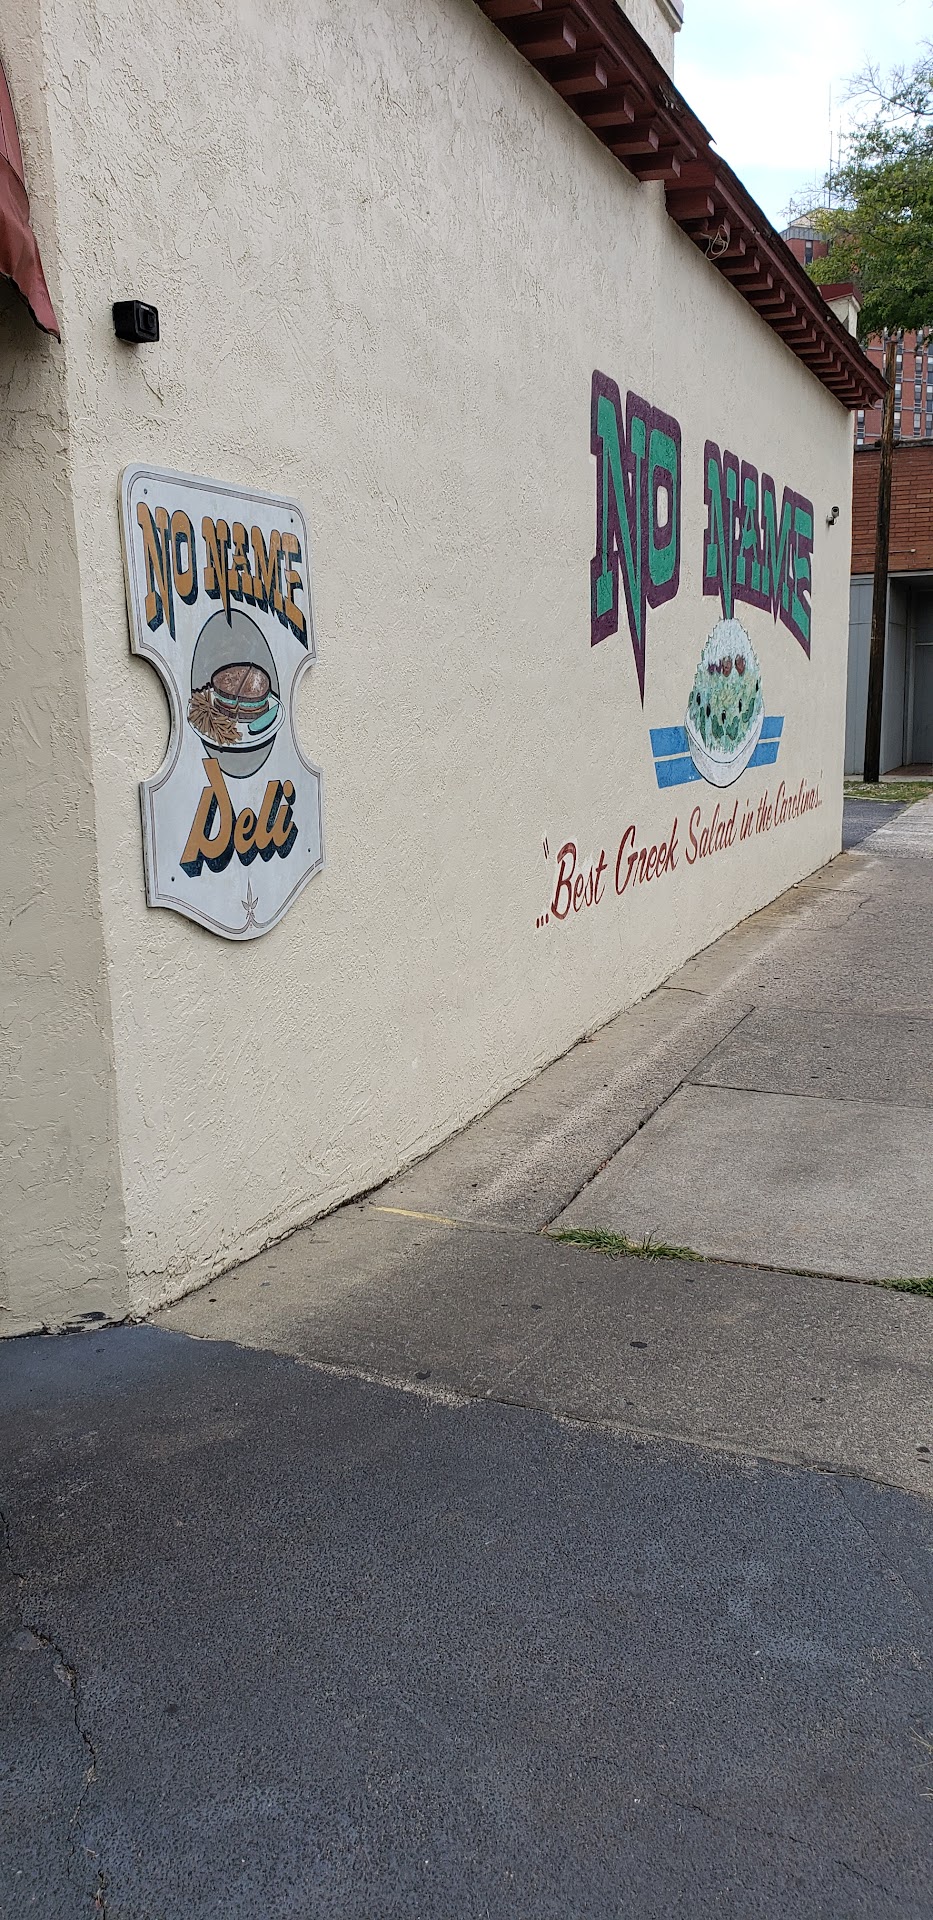 NO NAME
Deli
NO NAME
..."Best Greek Salad in the Carolinas..."